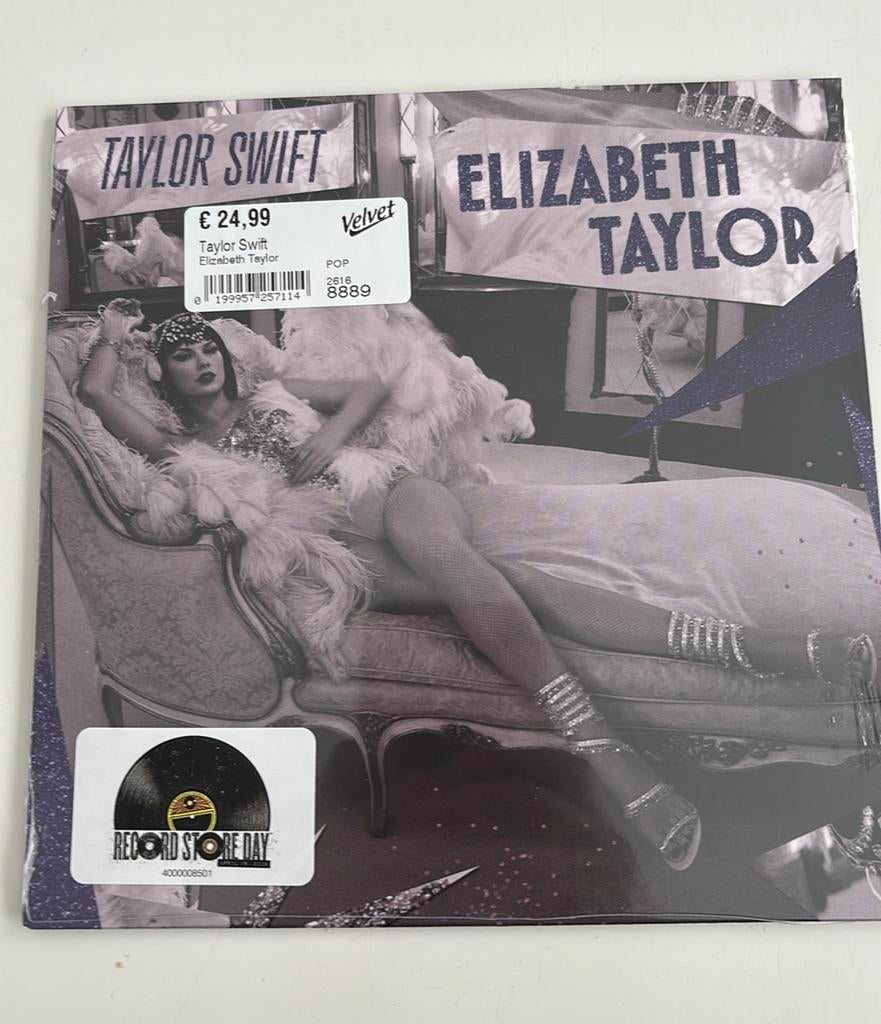 TAYLOR SWIFT
ELIZABETH
TAYLOR
€ 24,99
Velvet
Taylor Swift
Elizabeth Taylor
POP
2616
8889
0 199957 257114
RECORD STORE DAY
4000008501